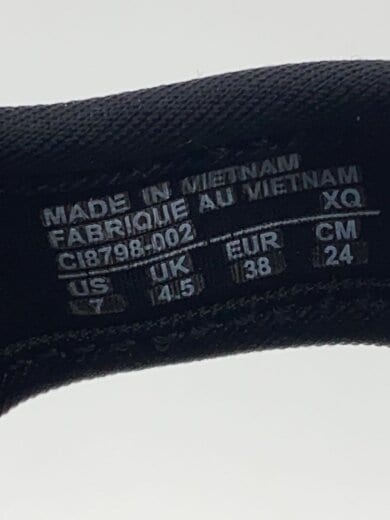 MADE IN VIETNAM
FABRIQUE AU VIETNAM
CI8798-002 XQ
US UK EUR CM
7 4.5 38 24